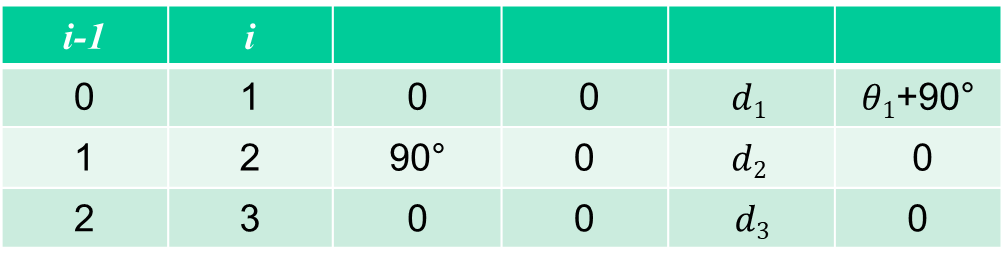 i-1 i
0 1 0 0 d₁ θ₁+90°
1 2 90° 0 d₂ 0
2 3 0 0 d₃ 0